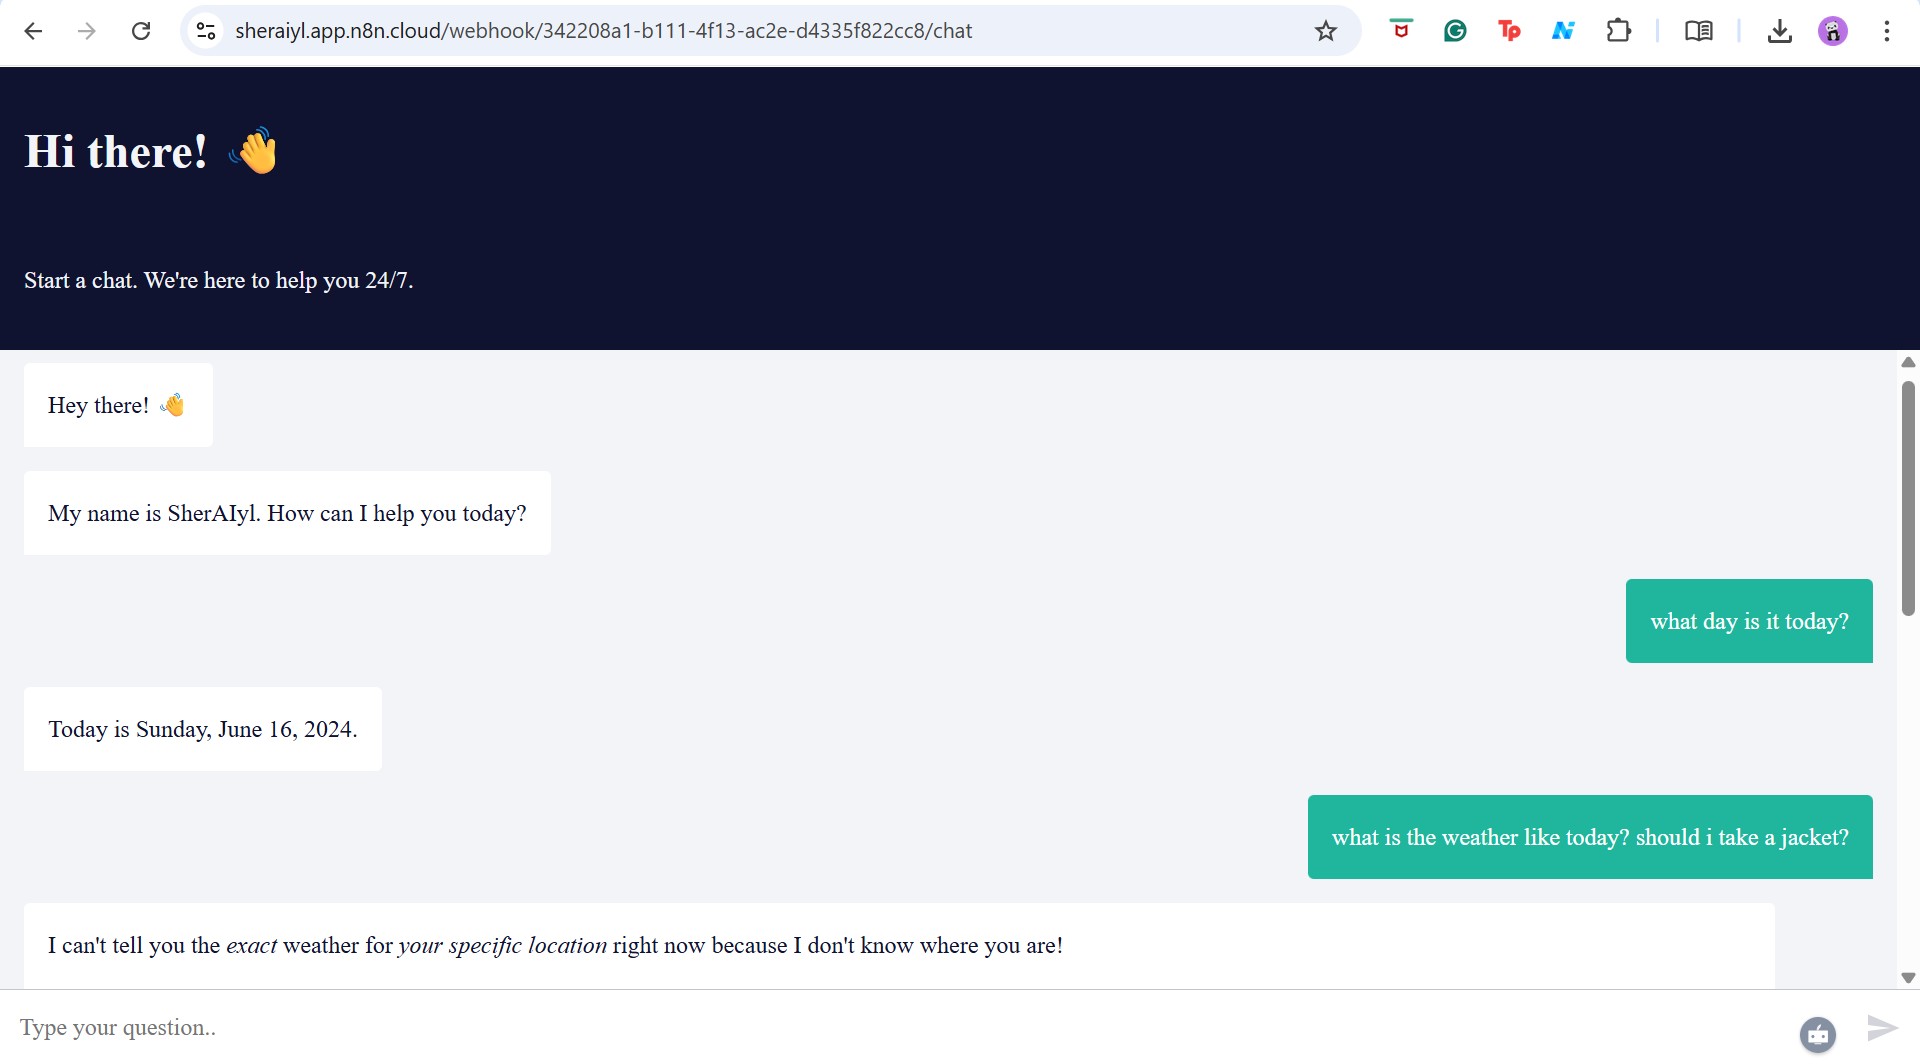 sheraiyl.app.n8n.cloud/webhook/342208a1-b111-4f13-ac2e-d4335f822cc8/chat
Tp
Hi there! 👋
Start a chat. We're here to help you 24/7.
Hey there! 👋
My name is SherAIyl. How can I help you today?
what day is it today?
Today is Sunday, June 16, 2024.
what is the weather like today? should i take a jacket?
I can't tell you the exact weather for your specific location right now because I don't know where you are!
Type your question..